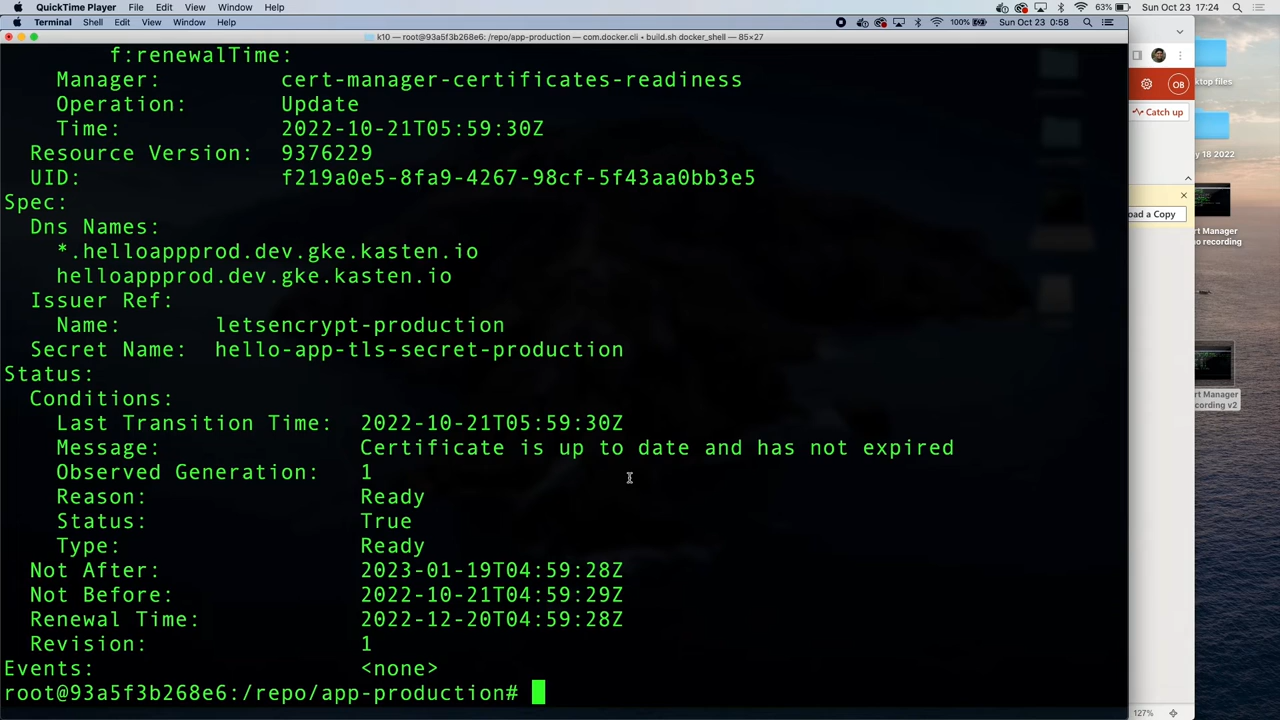 QuickTime Player File Edit View Window Help 63% Sun Oct 23 17:24
Terminal Shell Edit View Window Help 100% Sun Oct 23 0:58
k10 — root@93a5f3b268e6: /repo/app-production — com.docker.cli • build.sh docker_shell — 85×27
f:renewalTime:
Manager: cert-manager-certificates-readiness
Operation: Update
Time: 2022-10-21T05:59:30Z
Resource Version: 9376229
UID: f219a0e5-8fa9-4267-98cf-5f43aa0bb3e5
Spec:
Dns Names:
*.helloappprod.dev.gke.kasten.io
helloappprod.dev.gke.kasten.io
Issuer Ref:
Name: letsencrypt-production
Secret Name: hello-app-tls-secret-production
Status:
Conditions:
Last Transition Time: 2022-10-21T05:59:30Z
Message: Certificate is up to date and has not expired
Observed Generation: 1
Reason: Ready
Status: True
Type: Ready
Not After: 2023-01-19T04:59:28Z
Not Before: 2022-10-21T04:59:29Z
Renewal Time: 2022-12-20T04:59:28Z
Revision: 1
Events: <none>
root@93a5f3b268e6:/repo/app-production#
OB
Catch up
oad a Copy
127%
ktop files
y 18 2022
rt Manager
no recording
rt Manager
cording v2